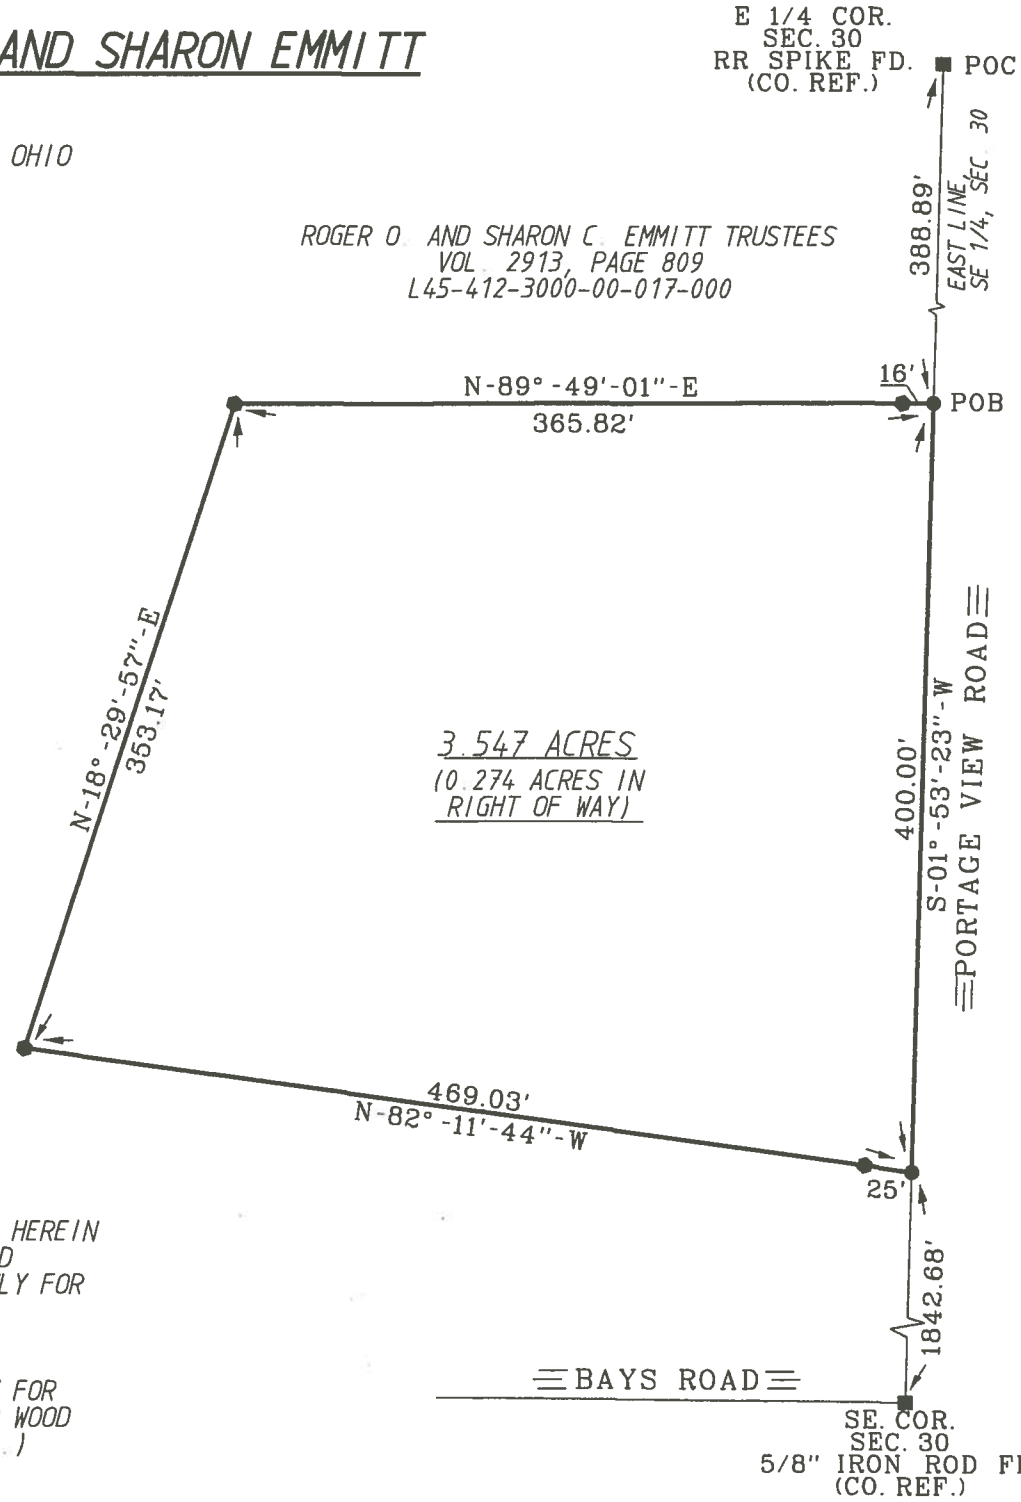 AND SHARON EMMITT
OHIO
E 1/4 COR.
SEC. 30
RR SPIKE FD.
(CO. REF.)
POC
388.89'
EAST LINE,
SE 1/4, SEC. 30
ROGER O. AND SHARON C. EMMITT TRUSTEES
VOL. 2913, PAGE 809
L45-412-3000-00-017-000
N-89°-49'-01"-E
365.82'
16'
POB
N-18°-29'-57"-E
353.17'
3.547 ACRES
(0.274 ACRES IN
RIGHT OF WAY)
400.00'
S-01°-53'-23"-W
PORTAGE VIEW ROAD
469.03'
N-82°-11'-44"-W
25'
HEREIN
LY FOR
FOR
WOOD
)
1842.68'
BAYS ROAD
SE. COR.
SEC. 30
5/8" IRON ROD
(CO. REF.)